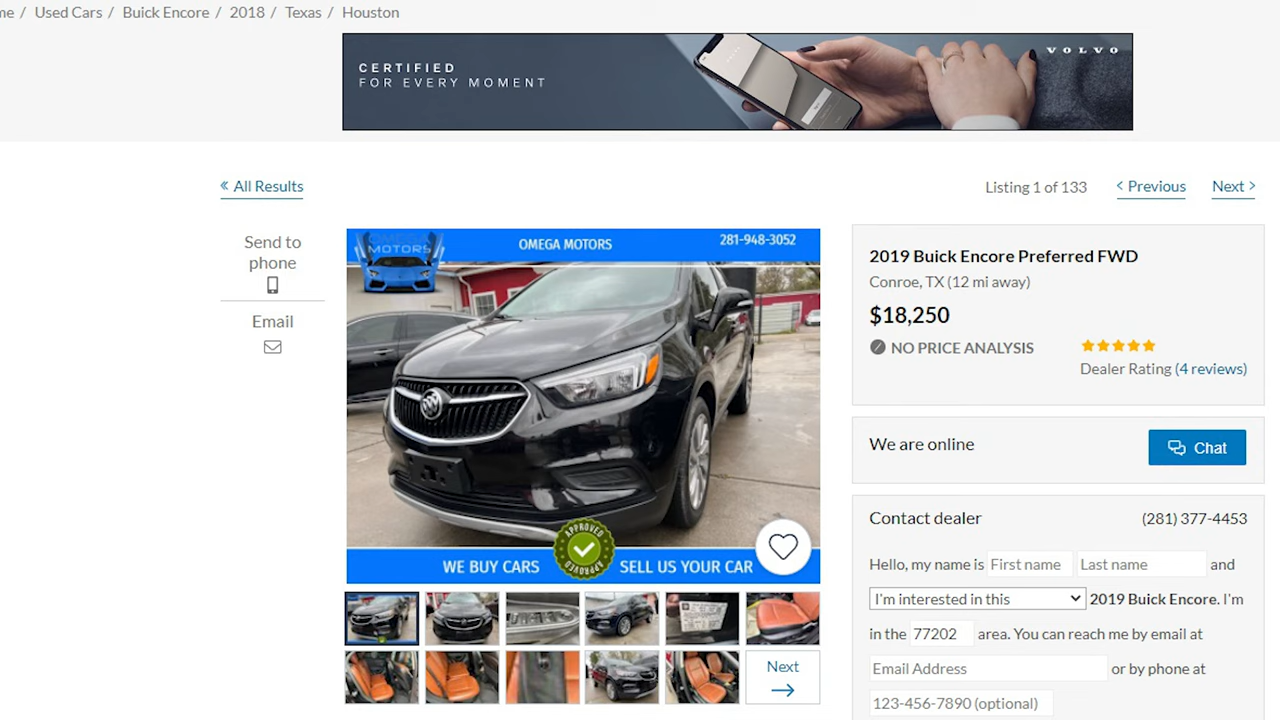 me / Used Cars / Buick Encore / 2018 / Texas / Houston
CERTIFIED
FOR EVERY MOMENT
VOLVO
« All Results
Listing 1 of 133
< Previous
Next >
Send to
phone
Email
OMEGA
MOTORS
OMEGA MOTORS
281-948-3052
APPROVED
APPROVED
WE BUY CARS
SELL US YOUR CAR
Next
2019 Buick Encore Preferred FWD
Conroe, TX (12 mi away)
$18,250
NO PRICE ANALYSIS
Dealer Rating (4 reviews)
We are online
Chat
Contact dealer
(281) 377-4453
Hello, my name is First name Last name and
I'm interested in this 2019 Buick Encore. I'm
in the 77202 area. You can reach me by email at
Email Address or by phone at
123-456-7890 (optional)